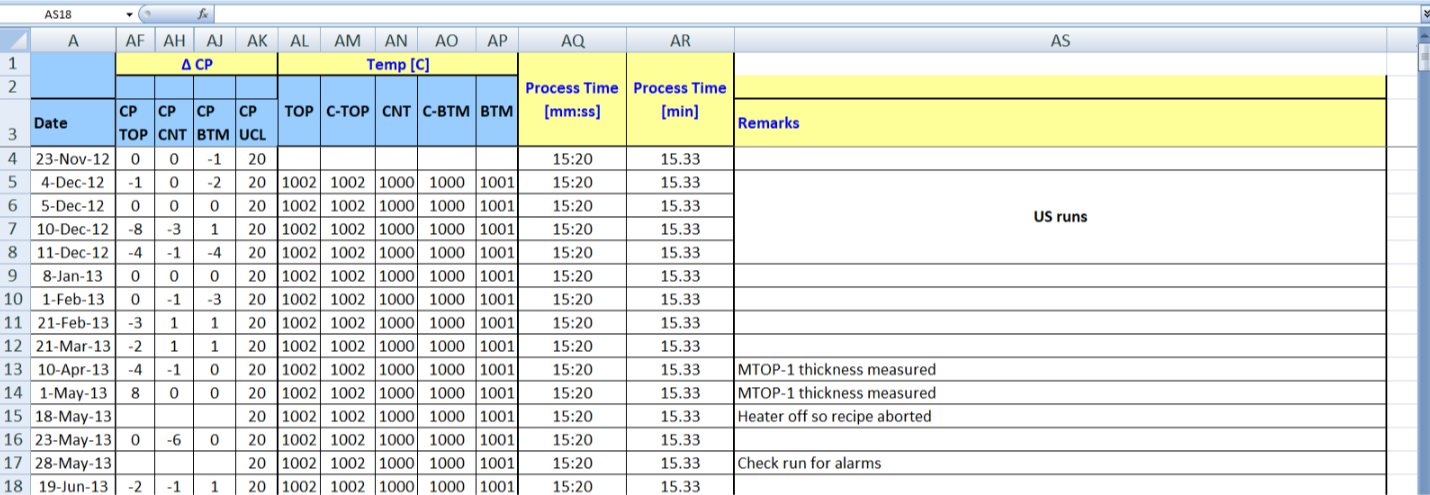 AS18 fx
A AF AH AJ AK AL AM AN AO AP AQ AR AS
1 Δ CP Temp [C]
2 Process Time Process Time
CP CP CP CP TOP C-TOP CNT C-BTM BTM [mm:ss] [min]
Date Remarks
3 TOP CNT BTM UCL
4 23-Nov-12 0 0 -1 20 15:20 15.33
5 4-Dec-12 -1 0 -2 20 1002 1002 1000 1000 1001 15:20 15.33
6 5-Dec-12 0 0 0 20 1002 1002 1000 1000 1001 15:20 15.33
US runs
7 10-Dec-12 -8 -3 1 20 1002 1002 1000 1000 1001 15:20 15.33
8 11-Dec-12 -4 -1 -4 20 1002 1002 1000 1000 1001 15:20 15.33
9 8-Jan-13 0 0 0 20 1002 1002 1000 1000 1001 15:20 15.33
10 1-Feb-13 0 -1 -3 20 1002 1002 1000 1000 1001 15:20 15.33
11 21-Feb-13 -3 1 1 20 1002 1002 1000 1000 1001 15:20 15.33
12 21-Mar-13 -2 1 1 20 1002 1002 1000 1000 1001 15:20 15.33
13 10-Apr-13 -4 -1 0 20 1002 1002 1000 1000 1001 15:20 15.33 MTOP-1 thickness measured
14 1-May-13 8 0 0 20 1002 1002 1000 1000 1001 15:20 15.33 MTOP-1 thickness measured
15 18-May-13 20 1002 1002 1000 1000 1001 15:20 15.33 Heater off so recipe aborted
16 23-May-13 0 -6 0 20 1002 1002 1000 1000 1001 15:20 15.33
17 28-May-13 20 1002 1002 1000 1000 1001 15:20 15.33 Check run for alarms
18 19-Jun-13 -2 -1 1 20 1002 1002 1000 1000 1001 15:20 15.33